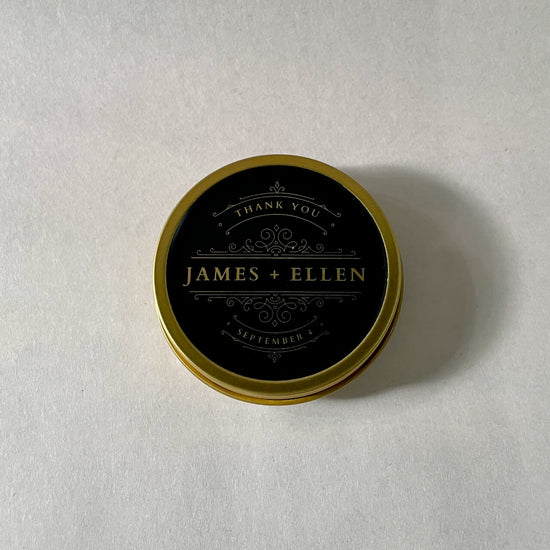 THANK YOU
JAMES + ELLEN
SEPTEMBER 4